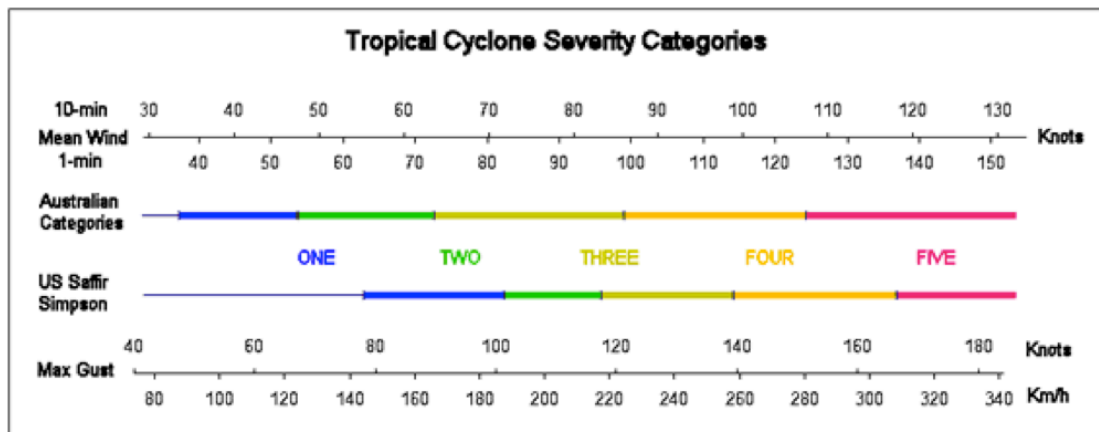 Tropical Cyclone Severity Categories
10-min 30 40 50 60 70 80 90 100 110 120 130
Mean Wind Knots
1-min 40 50 60 70 80 90 100 110 120 130 140 150
Australian
Categories
ONE TWO THREE FOUR FIVE
US Saffir
Simpson
40 60 80 100 120 140 160 180 Knots
Max Gust
80 100 120 140 160 180 200 220 240 260 280 300 320 340 Km/h